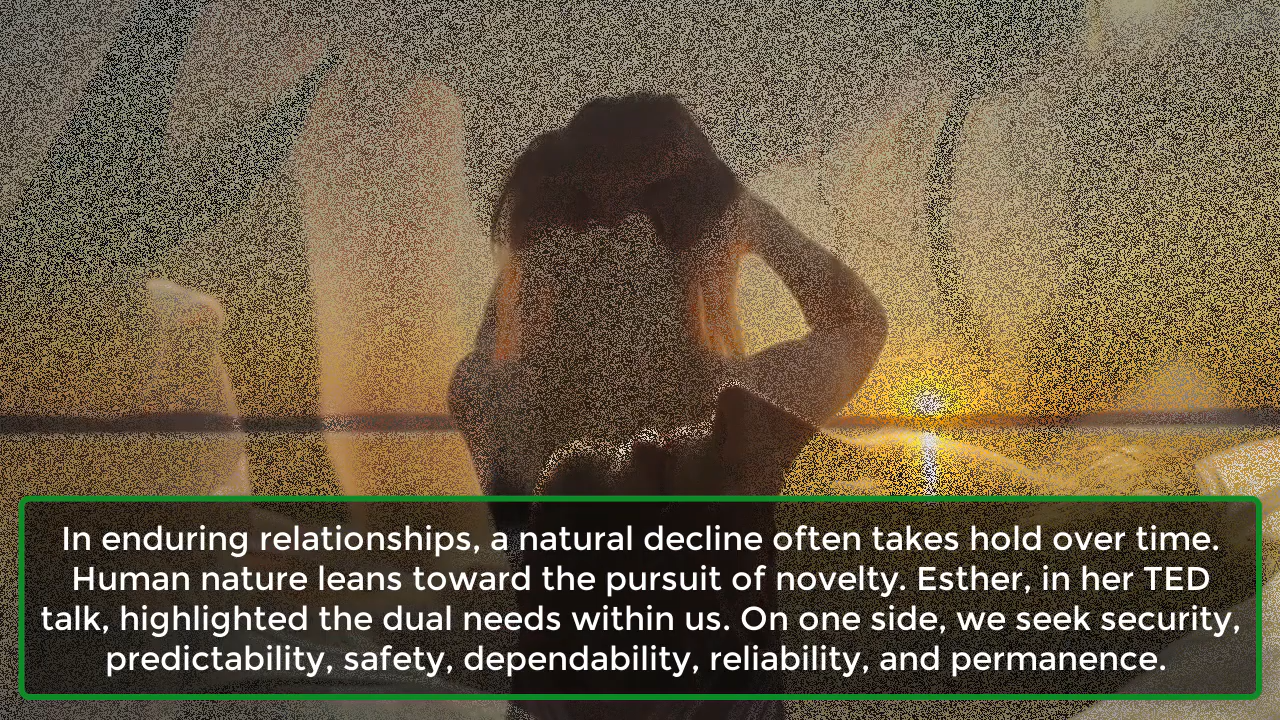 In enduring relationships, a natural decline often takes hold over time.
Human nature leans toward the pursuit of novelty. Esther, in her TED
talk, highlighted the dual needs within us. On one side, we seek security,
predictability, safety, dependability, reliability, and permanence.